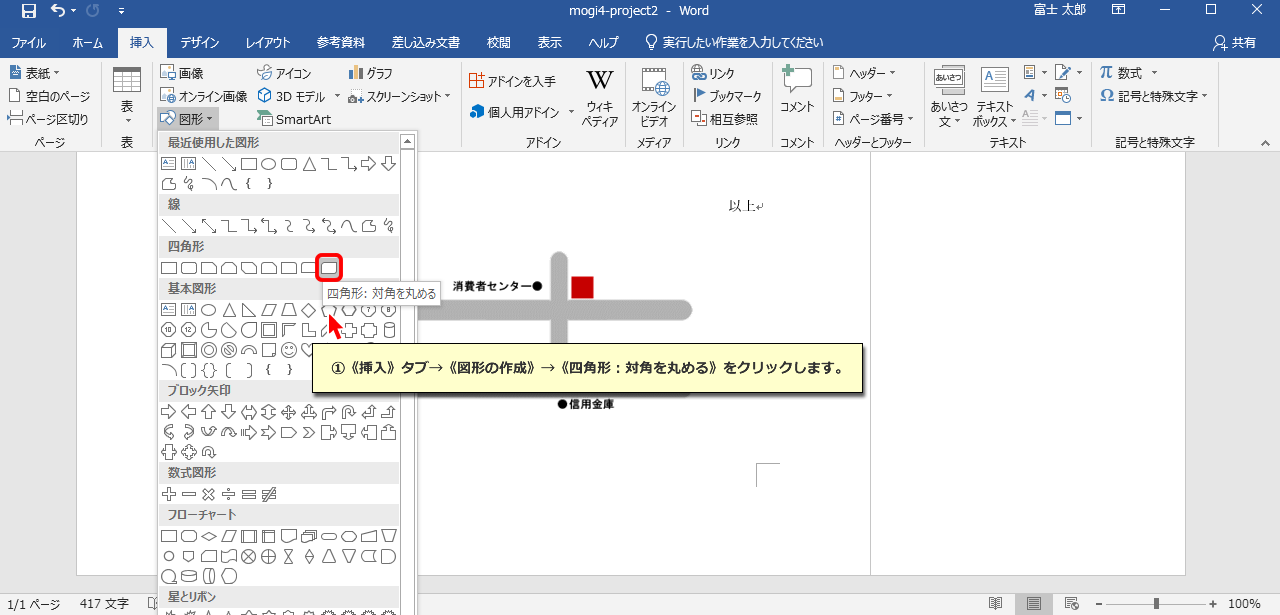 mogi4-project2 - Word
富士 太郎
ファイル ホーム 挿入 デザイン レイアウト 参考資料 差し込み文書 校閲 表示 ヘルプ 実行したい作業を入力してください 共有
表紙
空白のページ
ページ区切り
ページ
表
表
画像
オンライン画像
図形
アイコン
3D モデル
SmartArt
グラフ
スクリーンショット
アドインを入手
個人用アドイン
ウィキ
ペディア
アドイン
オンライン
ビデオ
メディア
リンク
ブックマーク
相互参照
リンク
コメント
コメント
ヘッダー
フッター
ページ番号
ヘッダーとフッター
あいさつ
あいさつ
文
A
テキスト
ボックス
テキスト
π 数式
Ω 記号と特殊文字
記号と特殊文字
最近使用した図形
線
四角形
四角形: 対角を丸める
基本図形
ブロック矢印
数式図形
フローチャート
星とリボン
以上
消費者センター●
①《挿入》タブ→《図形の作成》→《四角形：対角を丸める》をクリックします。
●信用金庫
1/1 ページ 417 文字
100%